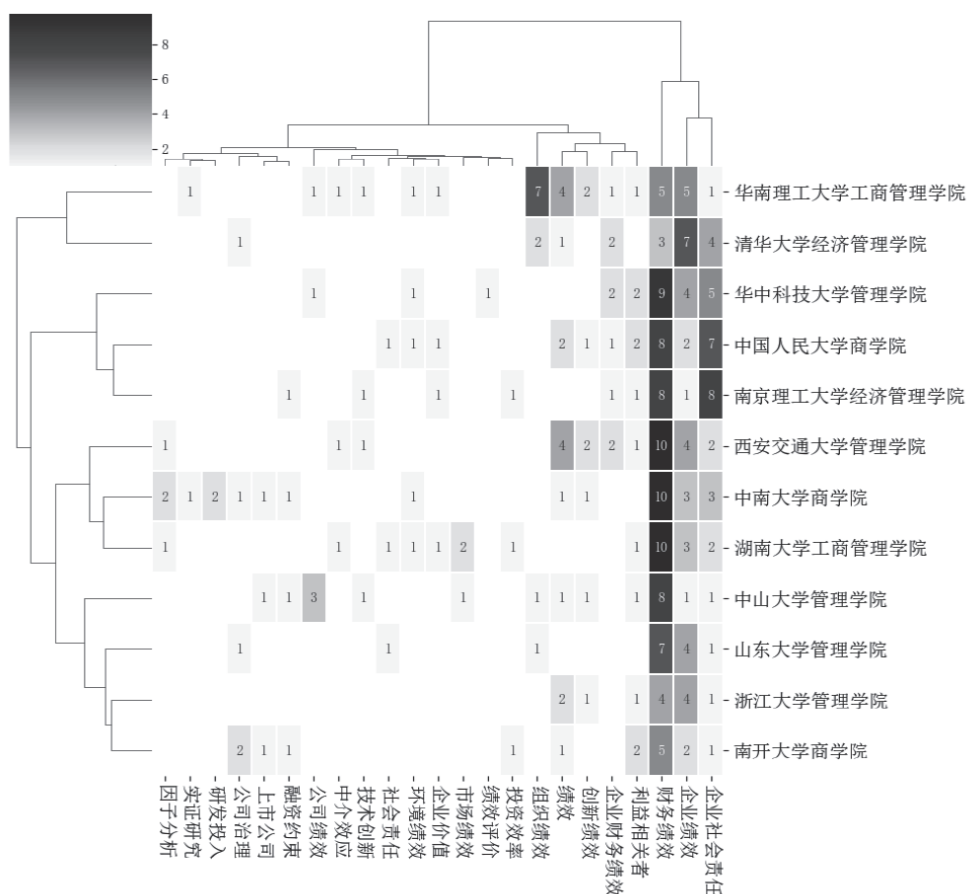 8
6
4
2
1 1 1 1 1 1 7 4 2 1 1 5 5 1 华南理工大学工商管理学院
1 2 1 2 3 7 4 清华大学经济管理学院
1 1 1 2 2 9 4 5 华中科技大学管理学院
1 1 1 2 1 1 2 8 2 7 中国人民大学商学院
1 1 1 1 1 1 8 1 8 南京理工大学经济管理学院
1 1 1 4 2 2 1 10 4 2 西安交通大学管理学院
2 1 2 1 1 1 1 1 1 10 3 3 中南大学商学院
1 1 1 1 1 2 1 1 10 3 2 湖南大学工商管理学院
1 1 3 1 1 1 1 1 1 8 1 1 中山大学管理学院
1 1 1 7 4 1 山东大学管理学院
2 1 1 4 4 1 浙江大学管理学院
2 1 1 1 1 2 5 2 1 南开大学商学院
因子分析
实证研究
研发投入
公司治理
上市公司
融资约束
公司绩效
中介效应
技术创新
社会责任
环境绩效
企业价值
市场绩效
绩效评价
投资效率
组织绩效
绩效
创新绩效
企业财务绩效
利益相关者
财务绩效
企业绩效
企业社会责任